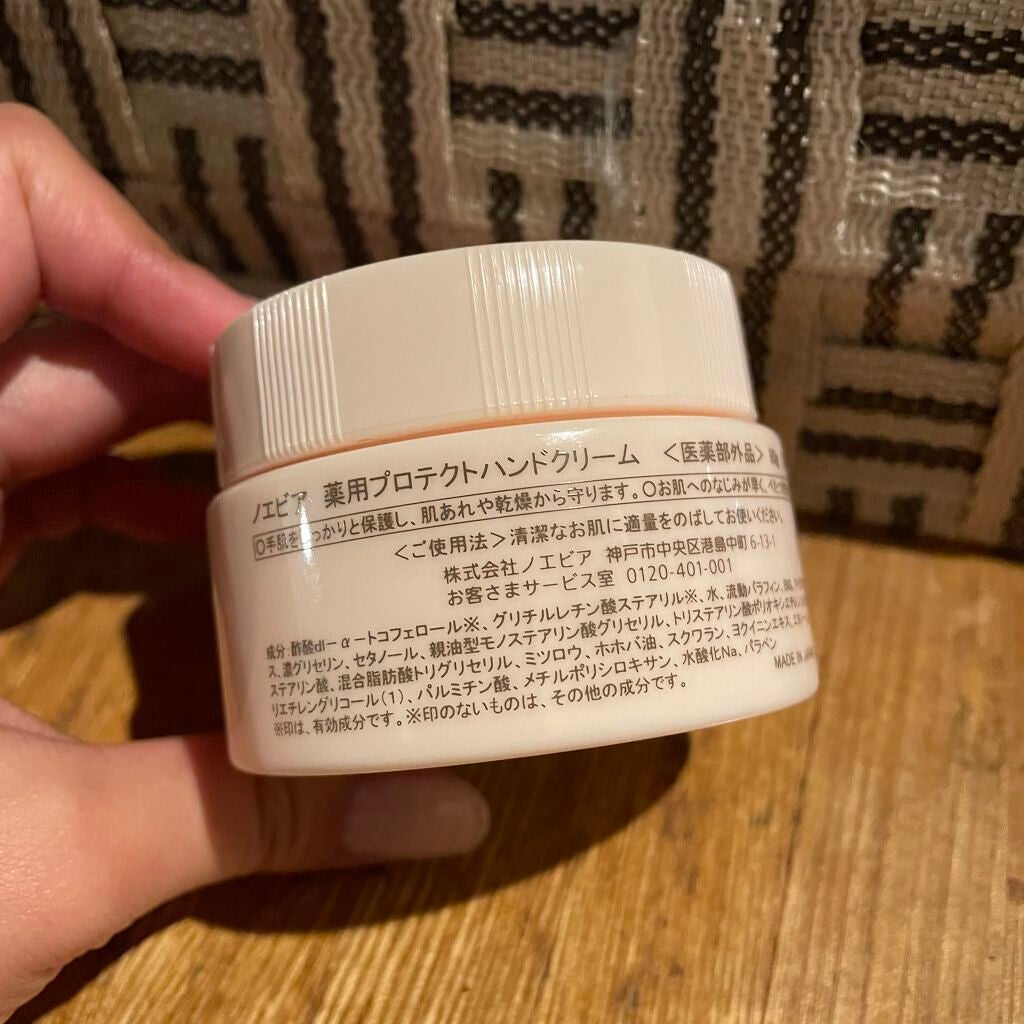 ノエビア 薬用プロテクトハンドクリーム <医薬部外品>
○手肌をしっかりと保護し、肌あれや乾燥から守ります。○お肌へのなじみが早く、
<ご使用法>清潔なお肌に適量をのばしてお使いください。
株式会社ノエビア 神戸市中央区港島中町6-13-1
お客さまサービス室 0120-401-001
成分:酢酸dl-α-トコフェロール※、グリチルレチン酸ステアリル※、水、流動パラフィン、
ス、濃グリセリン、セタノール、親油型モノステアリン酸グリセリル、トリステアリン酸ポリオキシエチレン
ステアリン酸、混合脂肪酸トリグリセリル、ミツロウ、ホホバ油、スクワラン、ヨクイニンエキス、
リエチレングリコール(1)、パルミチン酸、メチルポリシロキサン、水酸化Na、パラベン
※印は、有効成分です。※印のないものは、その他の成分です。
MADE IN